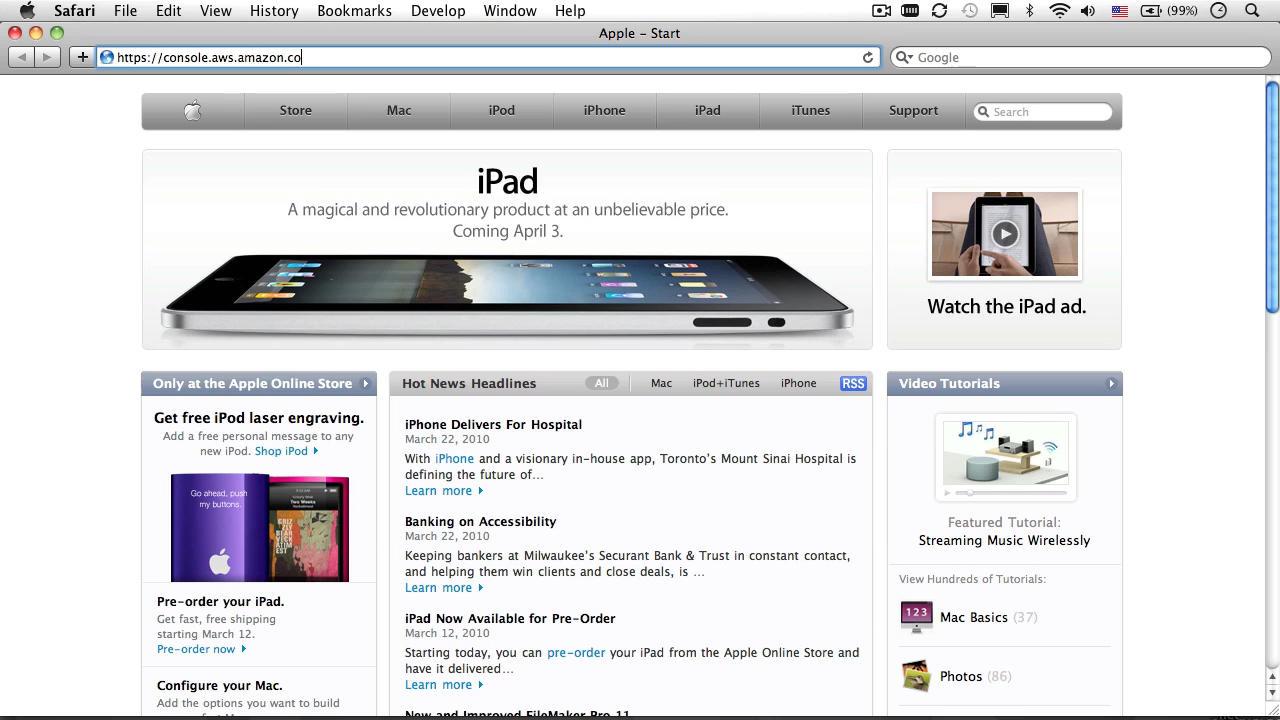 Safari File Edit View History Bookmarks Develop Window Help (99%)
Apple – Start
https://console.aws.amazon.co
Google
Store Mac iPod iPhone iPad iTunes Support Search
iPad
A magical and revolutionary product at an unbelievable price.
Coming April 3.
Watch the iPad ad.
Only at the Apple Online Store
Get free iPod laser engraving.
Add a free personal message to any
new iPod. Shop iPod
Go ahead, push
my buttons.
Pre-order your iPad.
Get fast, free shipping
starting March 12.
Pre-order now
Configure your Mac.
Add the options you want to build
Hot News Headlines All Mac iPod+iTunes iPhone RSS
iPhone Delivers For Hospital
March 22, 2010
With iPhone and a visionary in-house app, Toronto’s Mount Sinai Hospital is
defining the future of…
Learn more
Banking on Accessibility
March 22, 2010
Keeping bankers at Milwaukee’s Securant Bank & Trust in constant contact,
and helping them win clients and close deals, is …
Learn more
iPad Now Available for Pre-Order
March 12, 2010
Starting today, you can pre-order your iPad from the Apple Online Store and
have it delivered…
Learn more
New and Improved FileMaker Pro 11
Video Tutorials
Featured Tutorial:
Streaming Music Wirelessly
View Hundreds of Tutorials:
1 2 3
Mac Basics (37)
Photos (86)